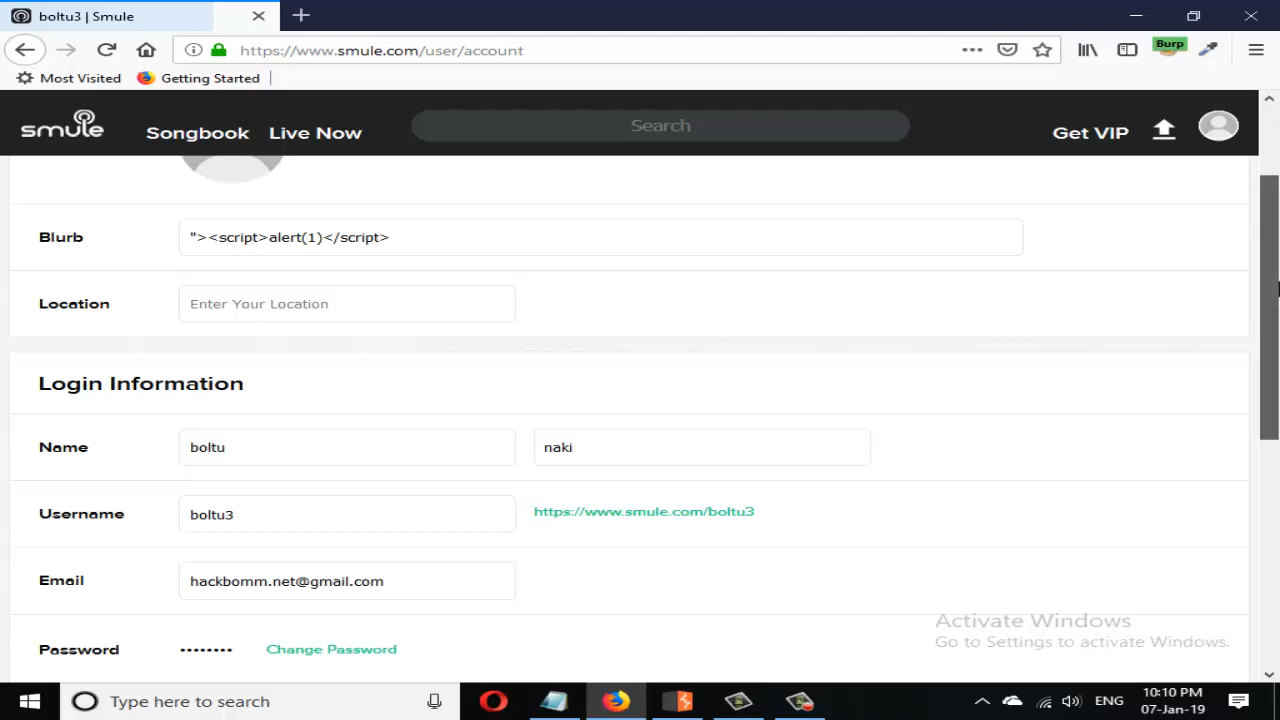 boltu3 | Smule
https://www.smule.com/user/account
Burp
Most Visited
Getting Started
smule
Songbook
Live Now
Search
Get VIP
Blurb
"><script>alert(1)</script>
Location
Enter Your Location
Login Information
Name
boltu
naki
Username
boltu3
https://www.smule.com/boltu3
Email
hackbomm.net@gmail.com
Password
••••••••
Change Password
Activate Windows
Go to Settings to activate Windows.
Type here to search
ENG
10:10 PM
07-Jan-19